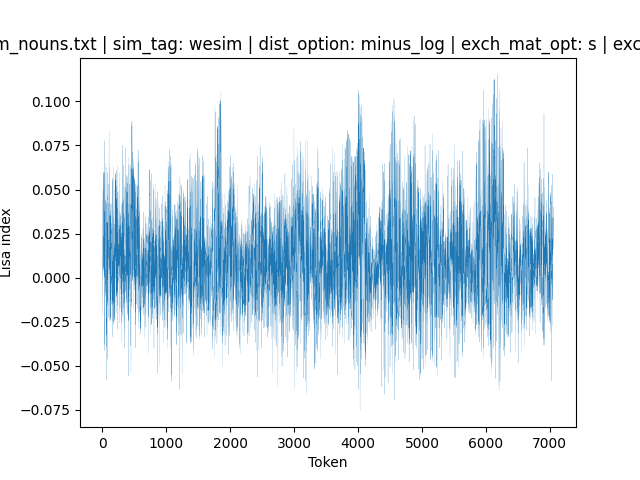 m_nouns.txt | sim_tag: wesim | dist_option: minus_log | exch_mat_opt: s | exc
0.100
0.075
0.050
0.025
0.000
−0.025
−0.050
−0.075
Lisa index
0 1000 2000 3000 4000 5000 6000 7000
Token